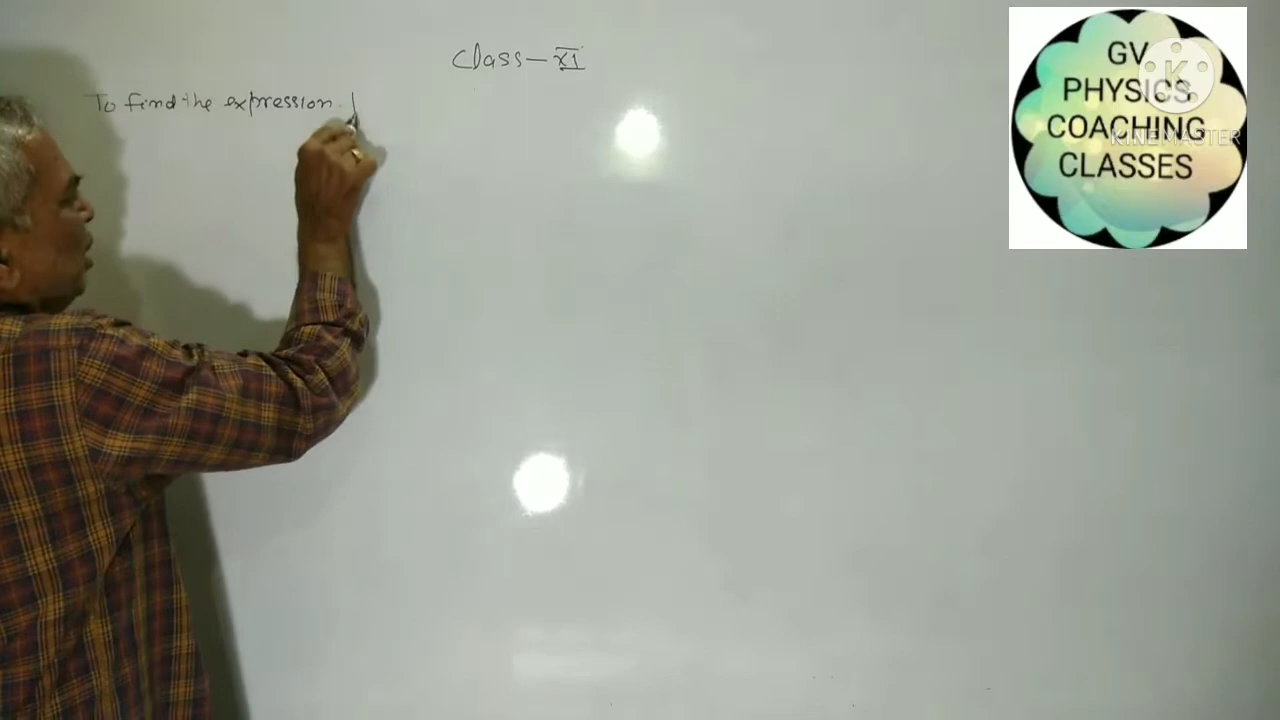 Class - XI
To find the expression
GV
PHYSICS
COACHING
CLASSES
KINEMASTER